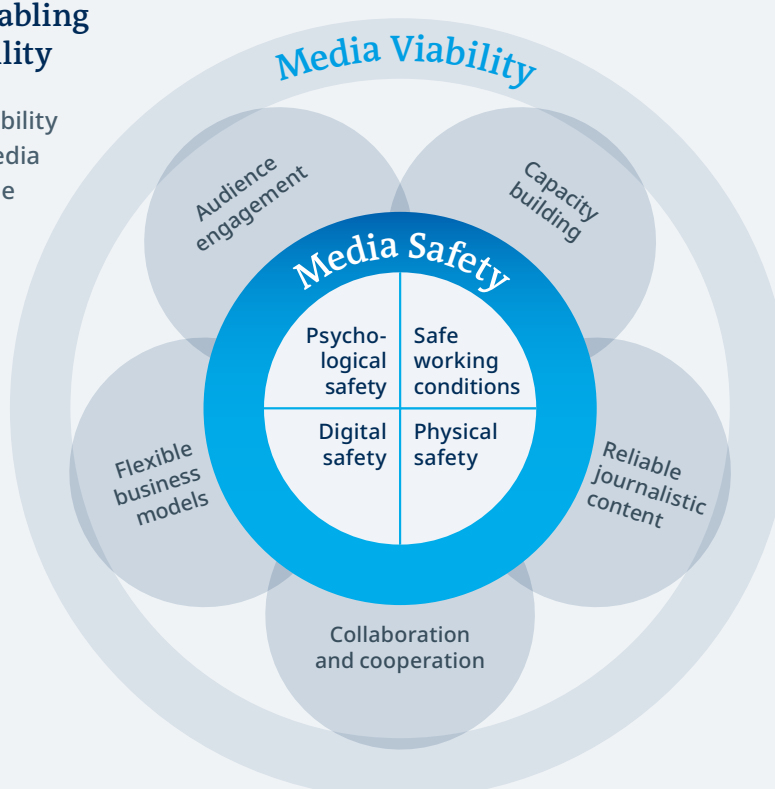 abling
lity
bility
edia
e
Media Viability
Audience
engagement
Capacity
building
Media Safety
Psycho-
logical
safety
Safe
working
conditions
Digital
safety
Physical
safety
Flexible
business
models
Reliable
journalistic
content
Collaboration
and cooperation